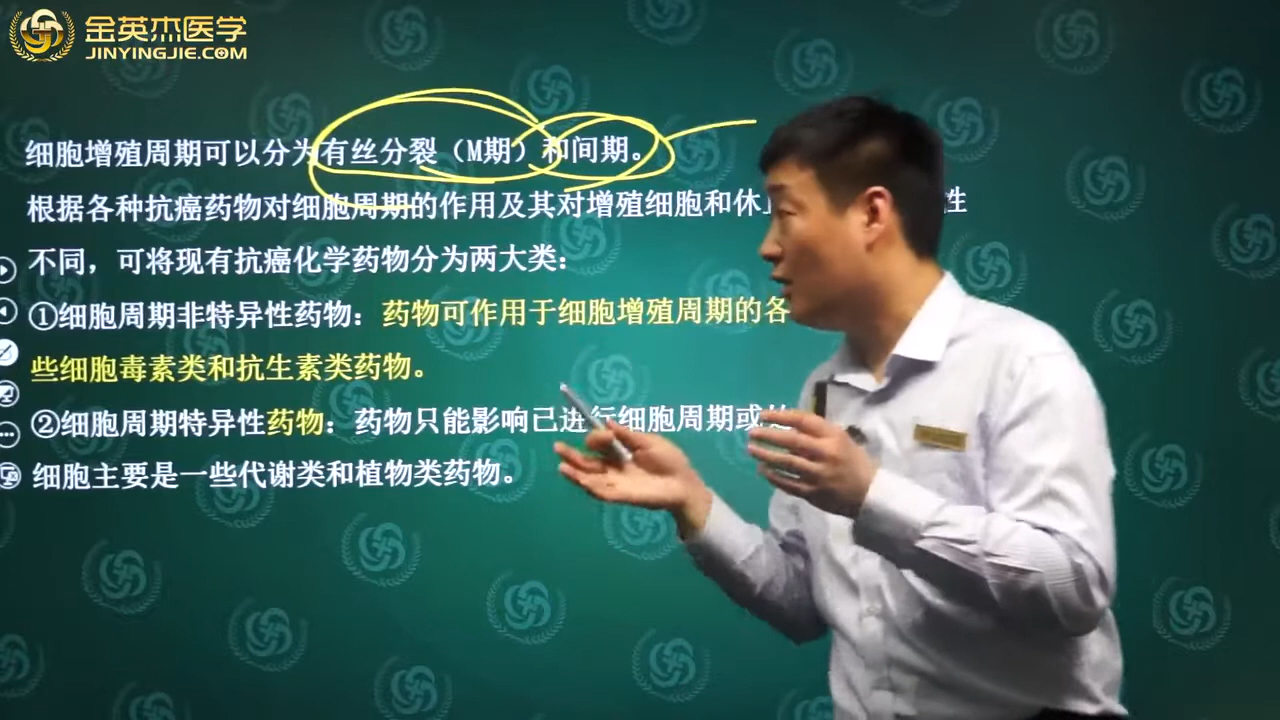 金英杰医学
JINYINGJIE.COM
细胞增殖周期可以分为有丝分裂（M期）和间期。
根据各种抗癌药物对细胞周期的作用及其对增殖细胞和休 性
不同，可将现有抗癌化学药物分为两大类：
①细胞周期非特异性药物：药物可作用于细胞增殖周期的各
些细胞毒素类和抗生素类药物。
②细胞周期特异性药物：药物只能影响已进行细胞周期或
细胞主要是一些代谢类和植物类药物。